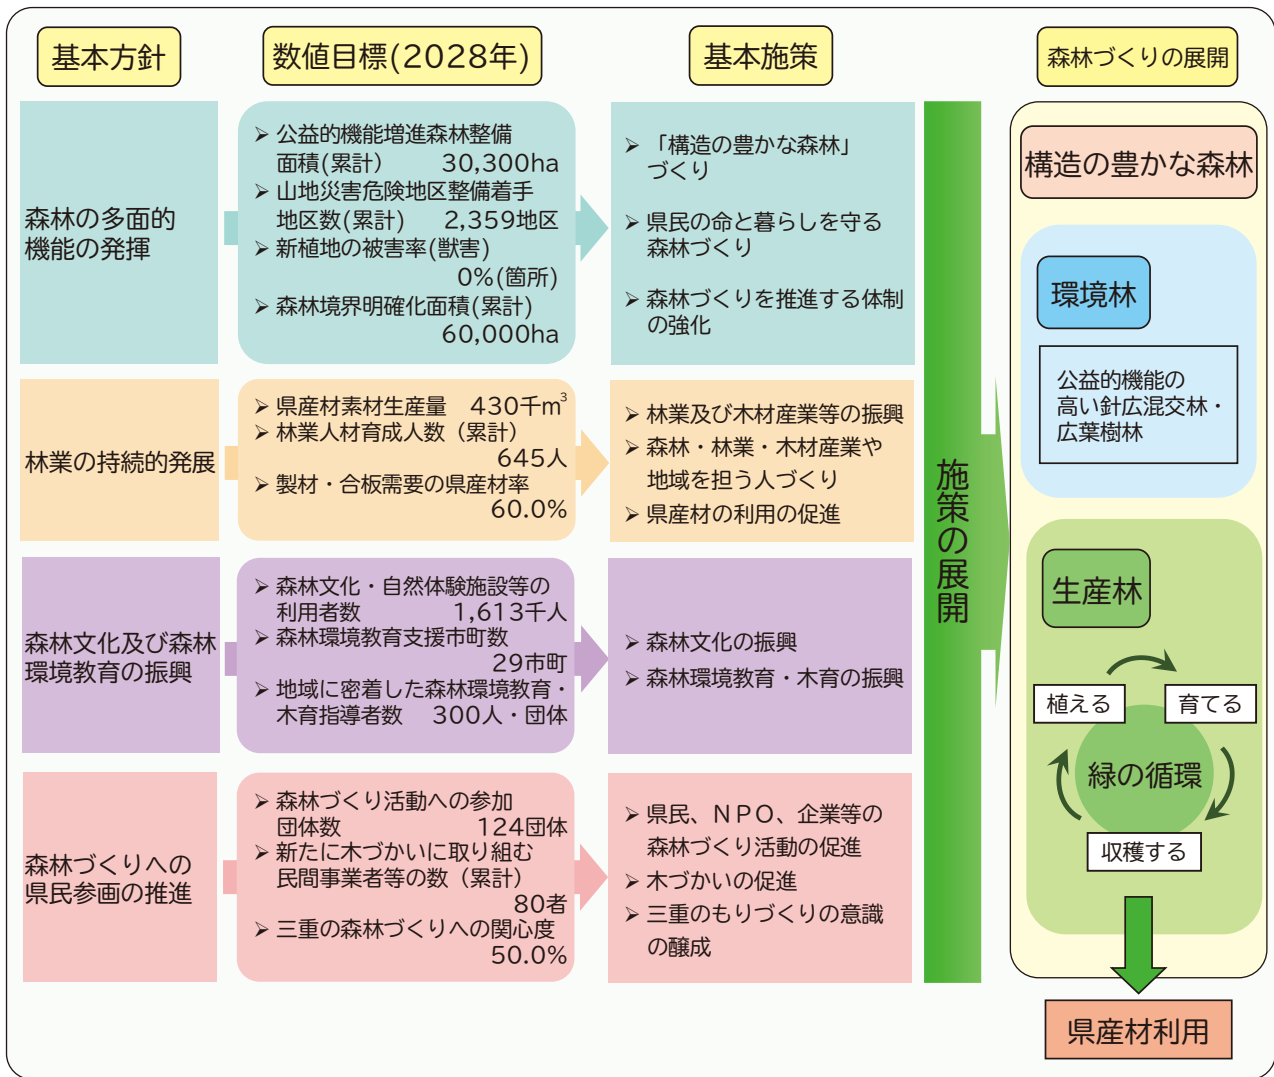 基本方針
数値目標(2028年)
基本施策
森林づくりの展開
森林の多面的
機能の発揮
➢ 公益的機能増進森林整備
面積(累計) 30,300ha
➢ 山地災害危険地区整備着手
地区数(累計) 2,359地区
➢ 新植地の被害率(獣害)
0%(箇所)
➢ 森林境界明確化面積(累計)
60,000ha
➢ 「構造の豊かな森林」
づくり
➢ 県民の命と暮らしを守る
森林づくり
➢ 森林づくりを推進する体制
の強化
林業の持続的発展
➢ 県産材素材生産量 430千m³
➢ 林業人材育成人数（累計）
645人
➢ 製材・合板需要の県産材率
60.0%
➢ 林業及び木材産業等の振興
➢ 森林・林業・木材産業や
地域を担う人づくり
➢ 県産材の利用の促進
森林文化及び森林
環境教育の振興
➢ 森林文化・自然体験施設等の
利用者数 1,613千人
➢ 森林環境教育支援市町数
29市町
➢ 地域に密着した森林環境教育・
木育指導者数 300人・団体
➢ 森林文化の振興
➢ 森林環境教育・木育の振興
森林づくりへの
県民参画の推進
➢ 森林づくり活動への参加
団体数 124団体
➢ 新たに木づかいに取り組む
民間事業者等の数（累計）
80者
➢ 三重の森林づくりへの関心度
50.0%
➢ 県民、ＮＰＯ、企業等の
森林づくり活動の促進
➢ 木づかいの促進
➢ 三重のもりづくりの意識
の醸成
施策の展開
構造の豊かな森林
環境林
公益的機能の
高い針広混交林・
広葉樹林
生産林
植える
育てる
緑の循環
収穫する
県産材利用